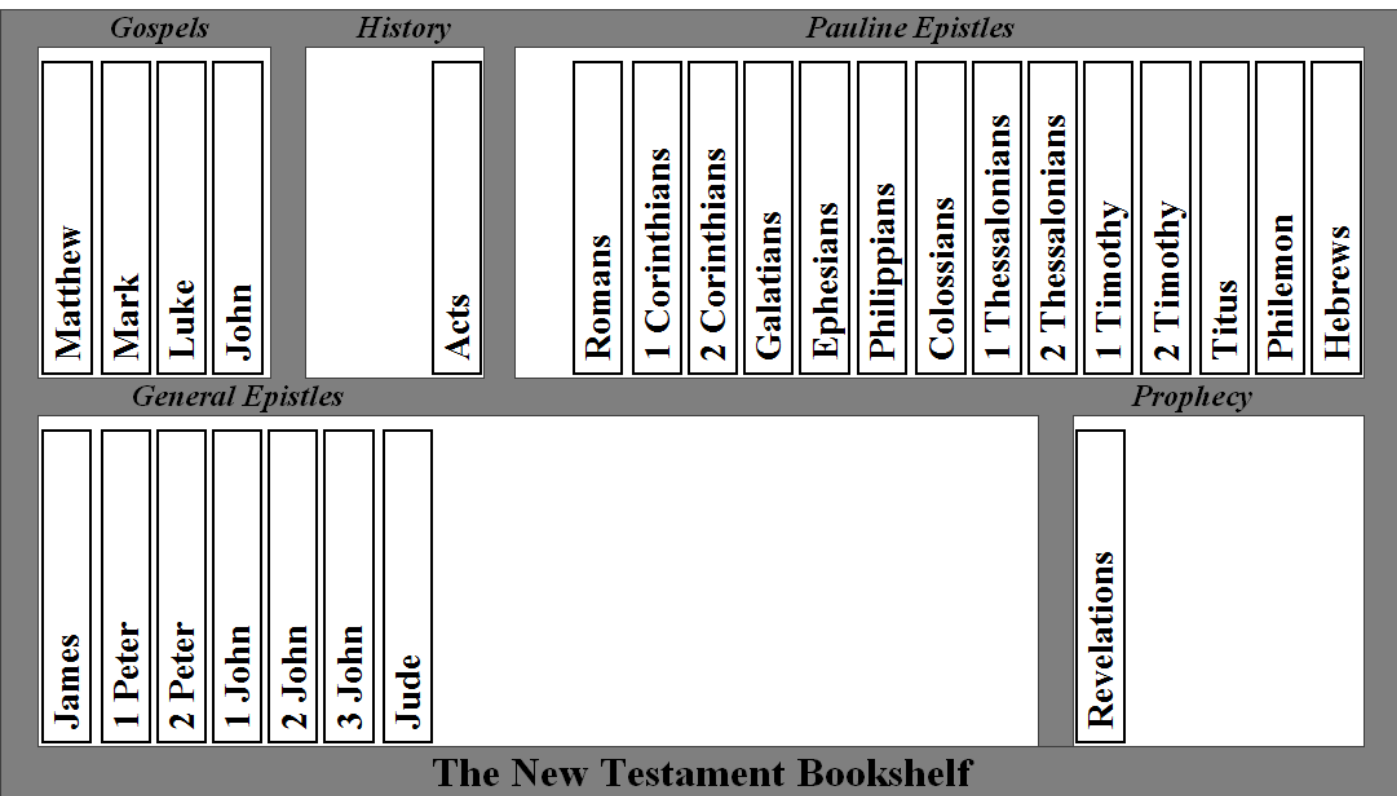 Gospels
History
Pauline Epistles
Matthew
Mark
Luke
John
Acts
Romans
1 Corinthians
2 Corinthians
Galatians
Ephesians
Philippians
Colossians
1 Thessalonians
2 Thessalonians
1 Timothy
2 Timothy
Titus
Philemon
Hebrews
General Epistles
Prophecy
James
1 Peter
2 Peter
1 John
2 John
3 John
Jude
Revelations
The New Testament Bookshelf